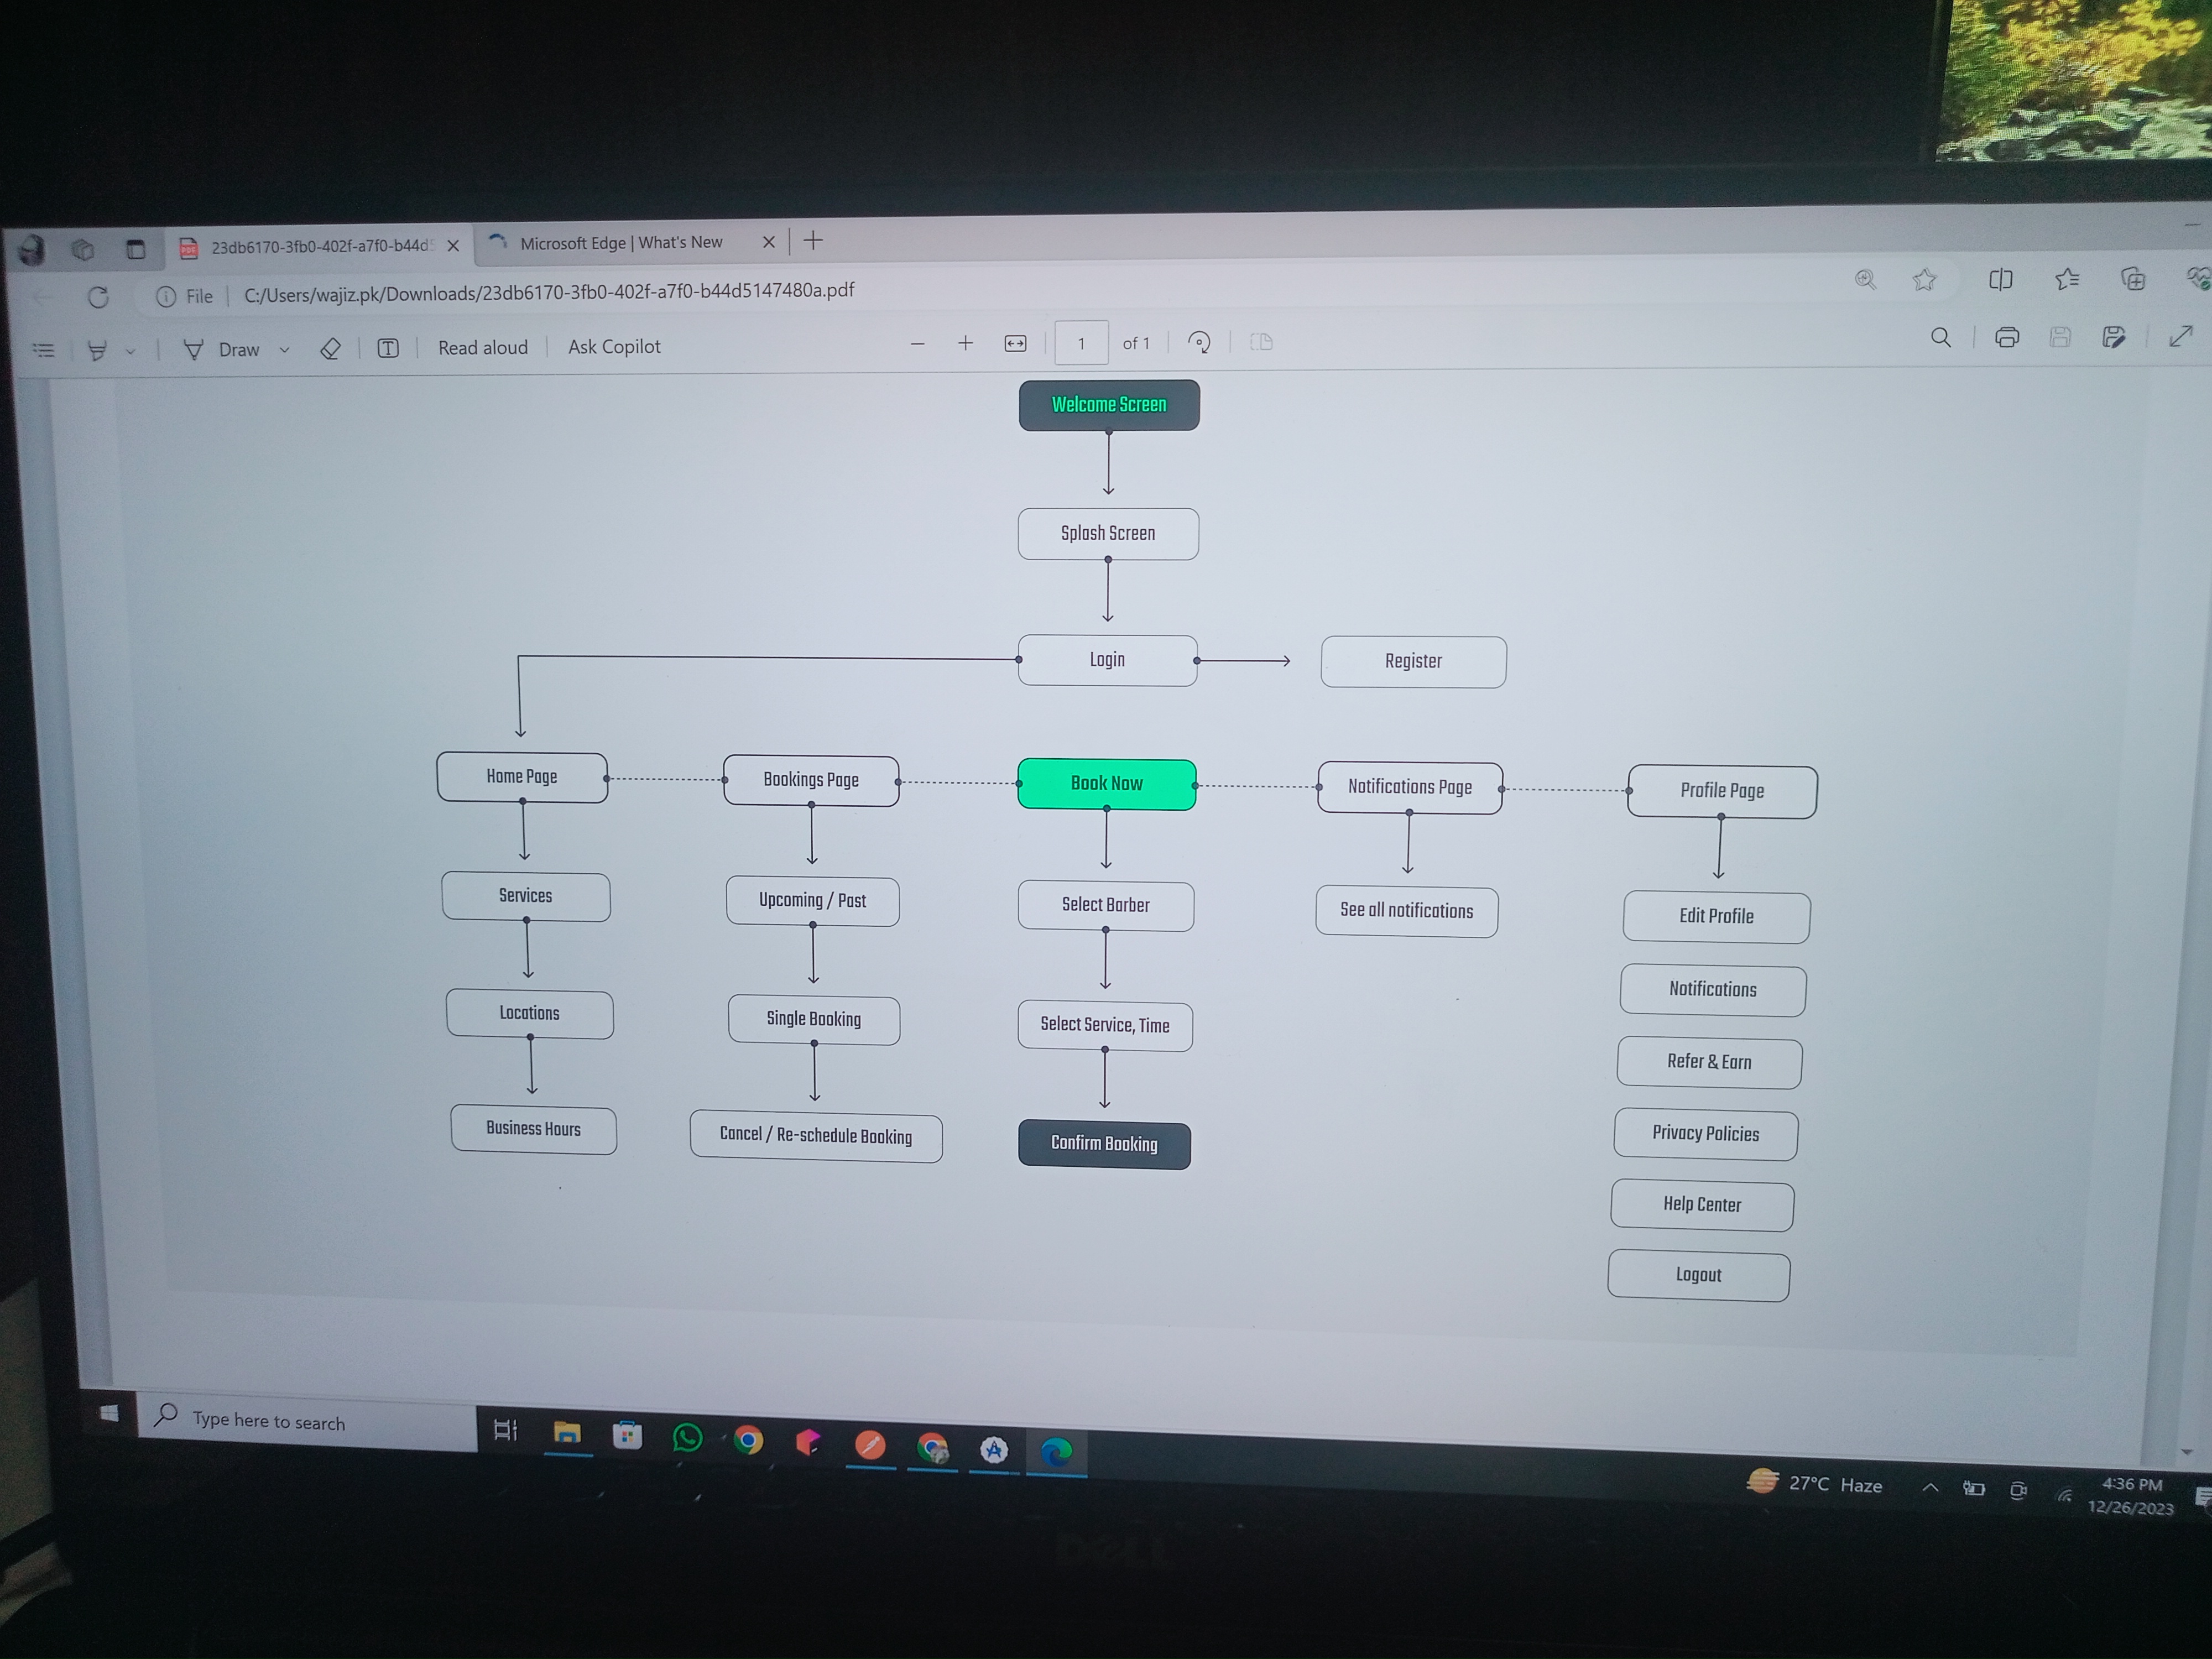 23db6170-3fb0-402f-a7f0-b44d5
Microsoft Edge | What's New
File
C:/Users/wajiz.pk/Downloads/23db6170-3fb0-402f-a7f0-b44d5147480a.pdf
Draw
Read aloud
Ask Copilot
1 of 1
Welcome Screen
Splash Screen
Login
Register
Home Page
Bookings Page
Book Now
Notifications Page
Profile Page
Services
Upcoming / Past
Select Barber
See all notifications
Edit Profile
Locations
Single Booking
Select Service, Time
Notifications
Refer & Earn
Business Hours
Cancel / Re-schedule Booking
Confirm Booking
Privacy Policies
Help Center
Logout
Type here to search
27°C Haze
4:36 PM
12/26/2023
DELL